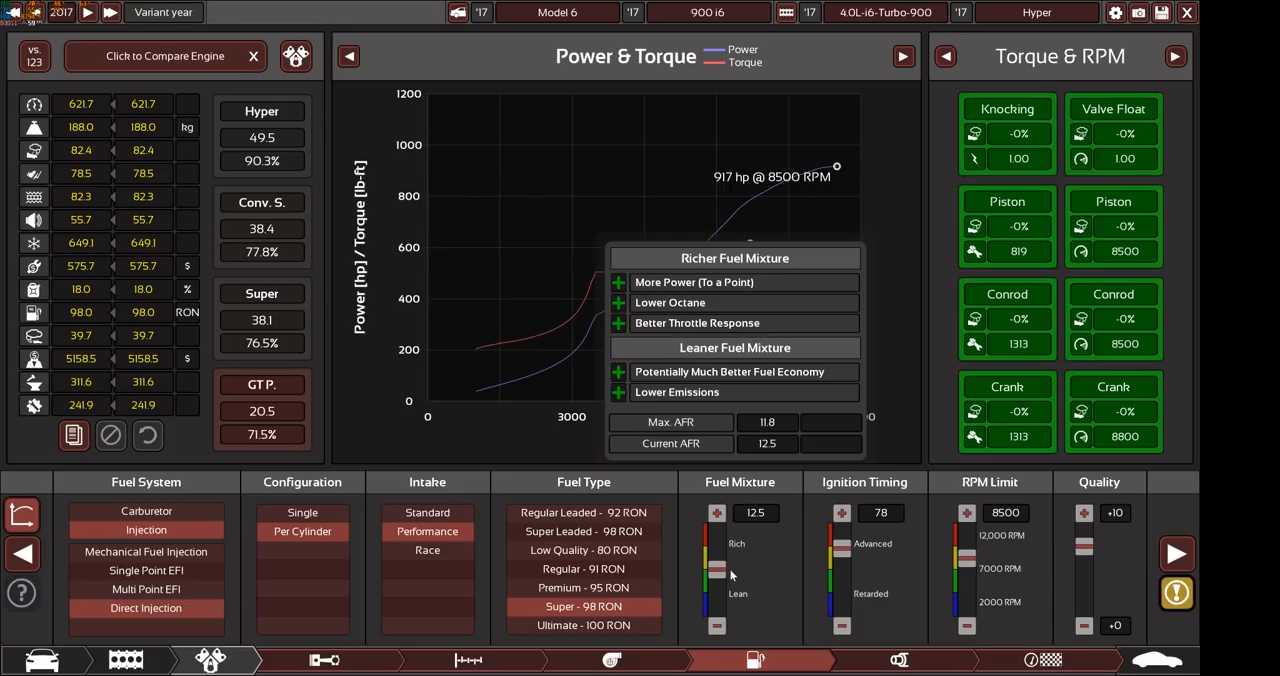 2017
Variant year
'17
Model 6
'17
900 i6
'17
4.0L-i6-Turbo-900
'17
Hyper
X
vs.
123
Click to Compare Engine
X
621.7 621.7
188.0 188.0 kg
82.4 82.4
78.5 78.5
82.3 82.3
55.7 55.7
649.1 649.1
575.7 575.7 $
18.0 18.0 %
98.0 98.0 RON
39.7 39.7
5158.5 5158.5 $
311.6 311.6
241.9 241.9
Hyper
49.5
90.3%
Conv. S.
38.4
77.8%
Super
38.1
76.5%
GT P.
20.5
71.5%
Power & Torque
Power
Torque
Power [hp] / Torque [lb-ft]
1200
1000
800
600
400
200
0
0
3000
917 hp @ 8500 RPM
Richer Fuel Mixture
More Power (To a Point)
Lower Octane
Better Throttle Response
Leaner Fuel Mixture
Potentially Much Better Fuel Economy
Lower Emissions
Max. AFR 11.8
Current AFR 12.5
Torque & RPM
Knocking
-0%
1.00
Valve Float
-0%
1.00
Piston
-0%
819
Piston
-0%
8500
Conrod
-0%
1313
Conrod
-0%
8500
Crank
-0%
1313
Crank
-0%
8800
Fuel System
Carburetor
Injection
Mechanical Fuel Injection
Single Point EFI
Multi Point EFI
Direct Injection
Configuration
Single
Per Cylinder
Intake
Standard
Performance
Race
Fuel Type
Regular Leaded - 92 RON
Super Leaded - 98 RON
Low Quality - 80 RON
Regular - 91 RON
Premium - 95 RON
Super - 98 RON
Ultimate - 100 RON
Fuel Mixture
12.5
Rich
Lean
Ignition Timing
78
Advanced
Retarded
RPM Limit
8500
12,000 RPM
7000 RPM
2000 RPM
Quality
+10
+0